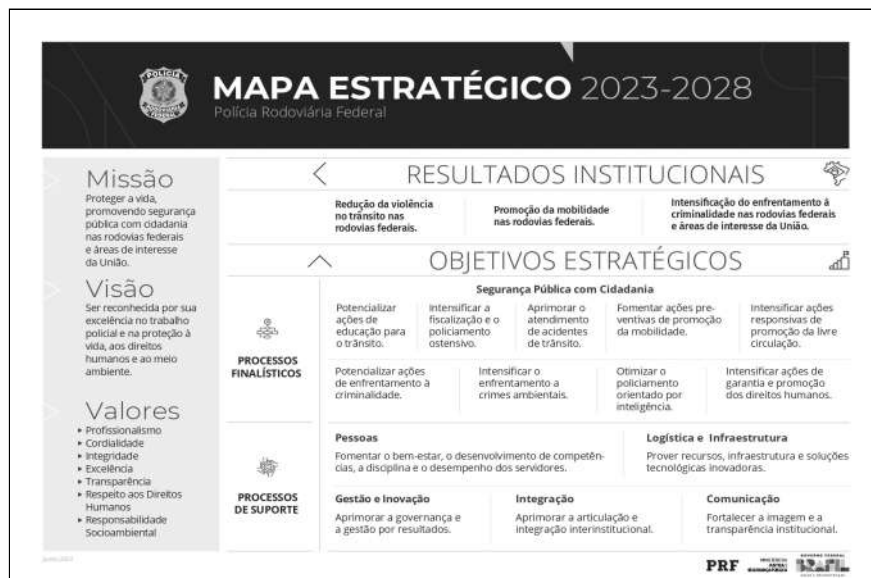 POLÍCIA
RODOVIÁRIA
FEDERAL
MAPA ESTRATÉGICO 2023-2028
Polícia Rodoviária Federal
Missão
Proteger a vida,
promovendo segurança
pública com cidadania
nas rodovias federais
e áreas de interesse
da União.
Visão
Ser reconhecida por sua
excelência no trabalho
policial e na proteção à
vida, aos direitos
humanos e ao meio
ambiente.
Valores
Profissionalismo
Cordialidade
Integridade
Excelência
Transparência
Respeito aos Direitos
Humanos
Responsabilidade
Socioambiental
RESULTADOS INSTITUCIONAIS
Redução da violência
no trânsito nas
rodovias federais.
Promoção da mobilidade
nas rodovias federais.
Intensificação do enfrentamento à
criminalidade nas rodovias federais
e áreas de interesse da União.
OBJETIVOS ESTRATÉGICOS
PROCESSOS
FINALÍSTICOS
Segurança Pública com Cidadania
Potencializar
ações de
educação para
o trânsito.
Intensificar a
fiscalização e o
policiamento
ostensivo.
Aprimorar o
atendimento
de acidentes
de trânsito.
Fomentar ações pre-
ventivas de promoção
da mobilidade.
Intensificar ações
responsivas de
promoção da livre
circulação.
Potencializar ações
de enfrentamento à
criminalidade.
Intensificar o
enfrentamento a
crimes ambientais.
Otimizar o
policiamento
orientado por
inteligência.
Intensificar ações de
garantia e promoção
dos direitos humanos.
PROCESSOS
DE SUPORTE
Pessoas
Fomentar o bem-estar, o desenvolvimento de competên-
cias, a disciplina e o desempenho dos servidores.
Logística e Infraestrutura
Prover recursos, infraestrutura e soluções
tecnológicas inovadoras.
Gestão e Inovação
Aprimorar a governança e
a gestão por resultados.
Integração
Aprimorar a articulação e
integração interinstitucional.
Comunicação
Fortalecer a imagem e a
transparência institucional.
PRF
GOVERNO FEDERAL
BRASIL